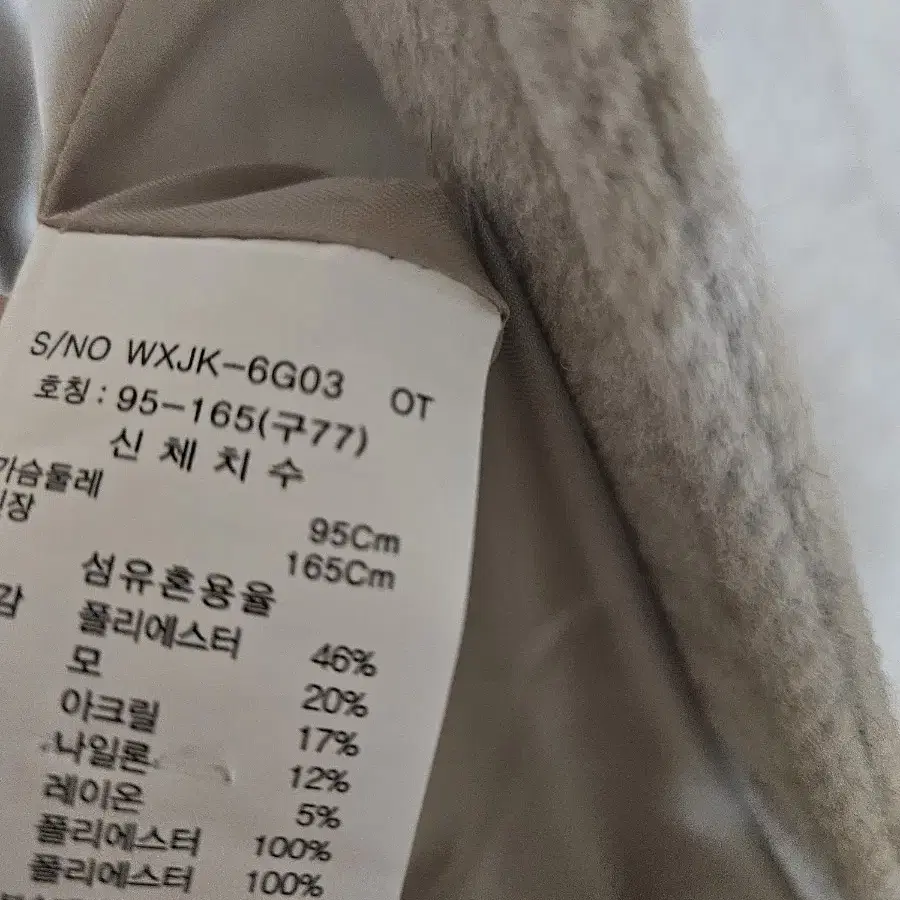 S/NO WXJK-6G03 OT
호칭 : 95-165(구77)
신 체 치 수
가슴둘레 95Cm
장 165Cm
섬유혼용율
감 폴리에스터 46%
모 20%
아크릴 17%
나일론 12%
레이온 5%
폴리에스터 100%
폴리에스터 100%